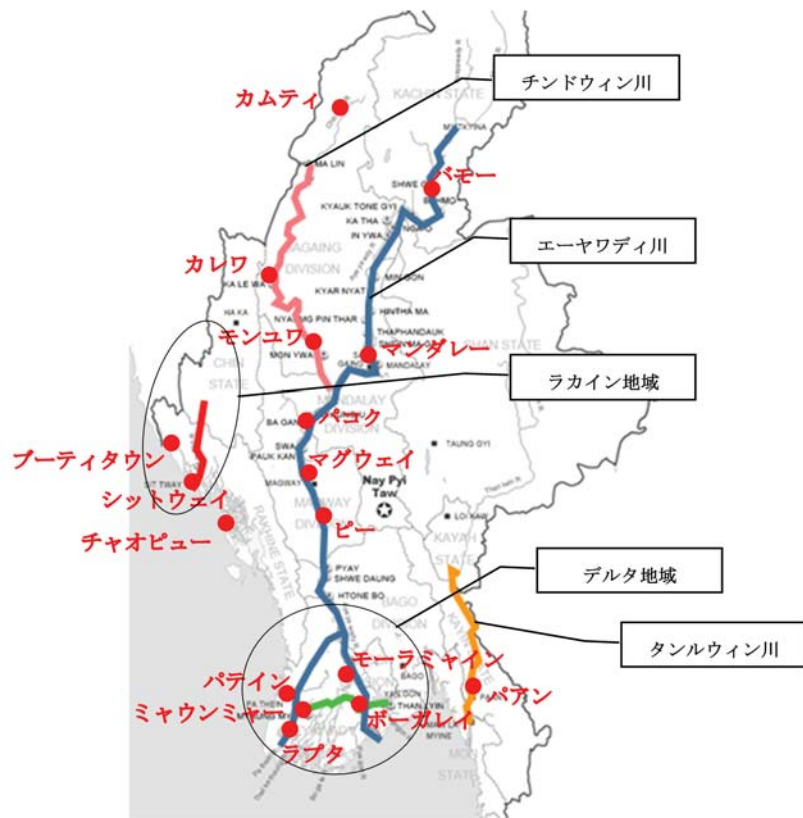 チンドウィン川
カムティ
KACHIN STATE
MYITKYINA
MA LIN
バモー
SHWE G
KYAUK TONE GYI
KA THA
IN YWA
エーヤワディ川
SAGAING
DIVISION
カレワ
KA LE WA
MIN GON
KYAR NYAT
HA KA
HINTHA MA
NYAUNG PIN THAR
THAPHANDAUK
SHAN STATE
モンユワ
マンダレー
MON YWA
MANDALAY
CHIN
STATE
ラカイン地域
MANDALAY
DIVISION
パコク
BA GAN
TAUNG GYI
ブーティタウン
SWA
PAUK KAN
マグウェイ
MAGWAY
Nay Pyi
Taw
SIT TWAY
シットウェイ
LOI KAW
MAGWAY
DIVISION
ピー
チャオピュー
RAKHINE STATE
KAYAH
STATE
PYAY
SHWE DAUNG
デルタ地域
HTONE BO
BAGO
DIVISION
KAYIN STATE
タンルウィン川
モーラミャイン
BAGO
パテイン
パアン
PA THEIN
YANGON
ミャウンミャー
ボーガレイ
THAN LYIN
ラプタ
MYINE
MON
STATE